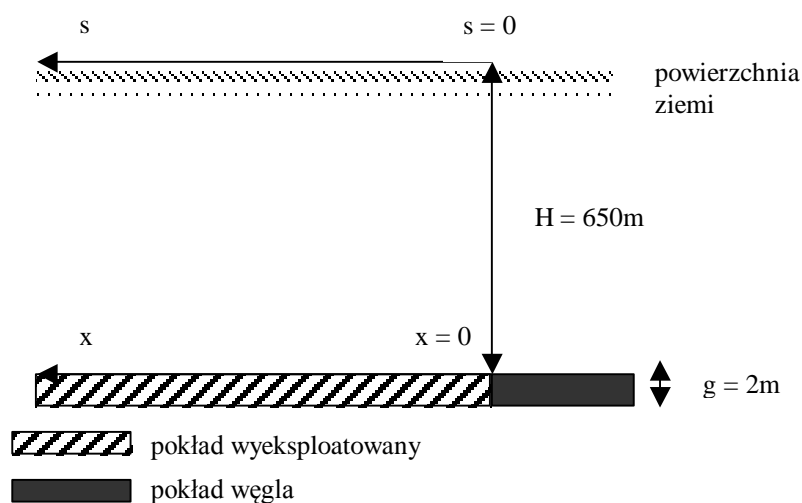 s
s = 0
powierzchnia
ziemi
H = 650m
x
x = 0
g = 2m
pokład wyeksploatowany
pokład węgla